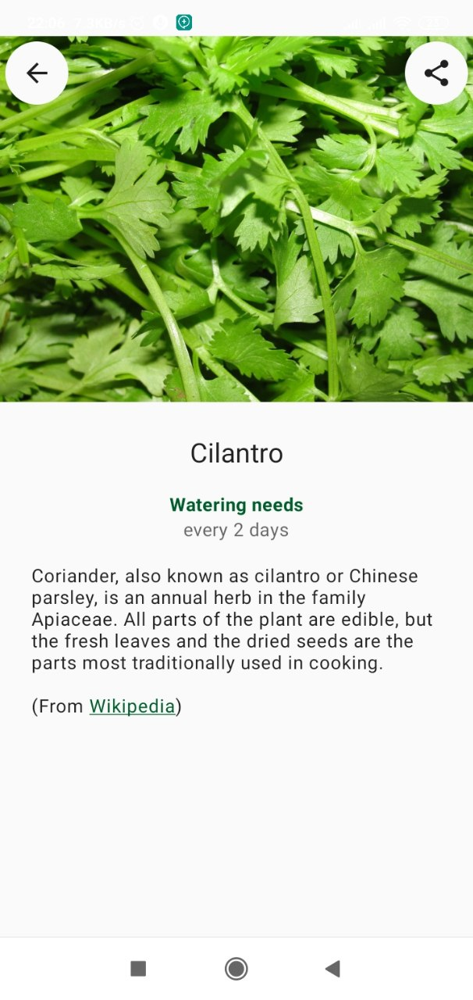 22:06 7.3KB/s
Cilantro
Watering needs
every 2 days
Coriander, also known as cilantro or Chinese
parsley, is an annual herb in the family
Apiaceae. All parts of the plant are edible, but
the fresh leaves and the dried seeds are the
parts most traditionally used in cooking.
(From Wikipedia)